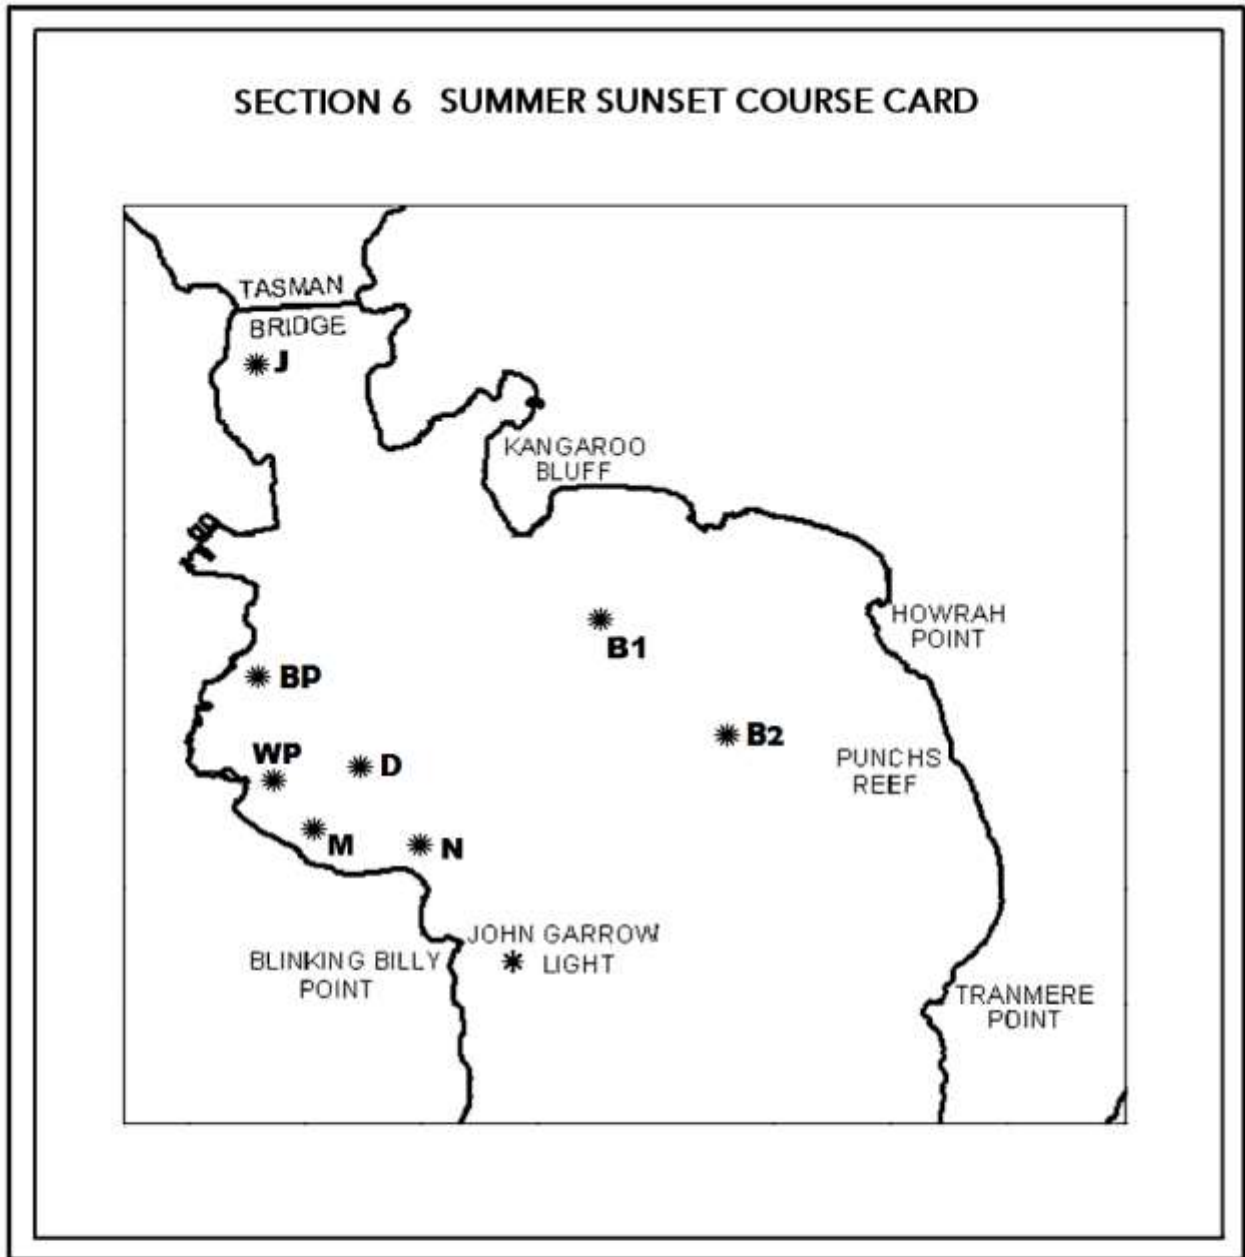 SECTION 6 SUMMER SUNSET COURSE CARD
TASMAN
BRIDGE
J
KANGAROO
BLUFF
HOWRAH
POINT
B1
BP
B2
WP
D
PUNCHS
REEF
M
N
JOHN GARROW
LIGHT
BLINKING BILLY
POINT
TRANMERE
POINT